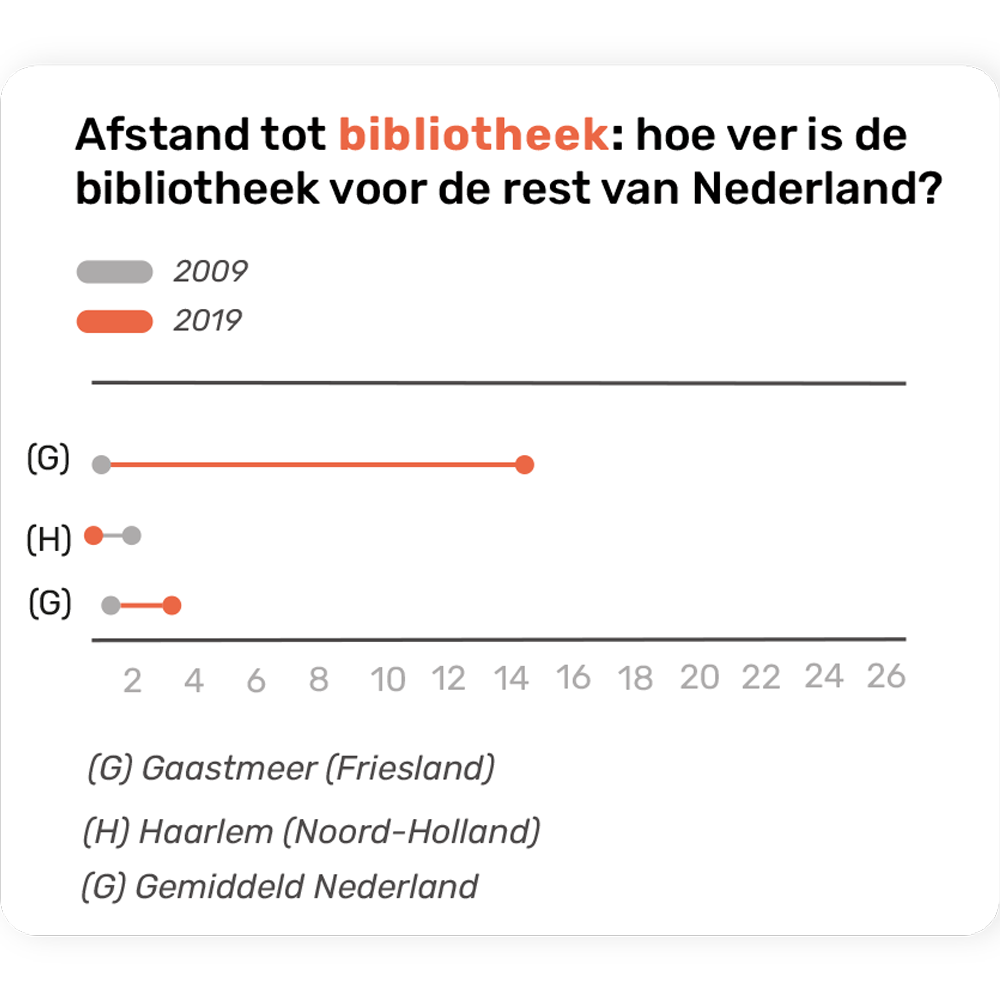 Afstand tot bibliotheek: hoe ver is de
bibliotheek voor de rest van Nederland?
2009
2019
(G)
(H)
(G)
2 4 6 8 10 12 14 16 18 20 22 24 26
(G) Gaastmeer (Friesland)
(H) Haarlem (Noord-Holland)
(G) Gemiddeld Nederland